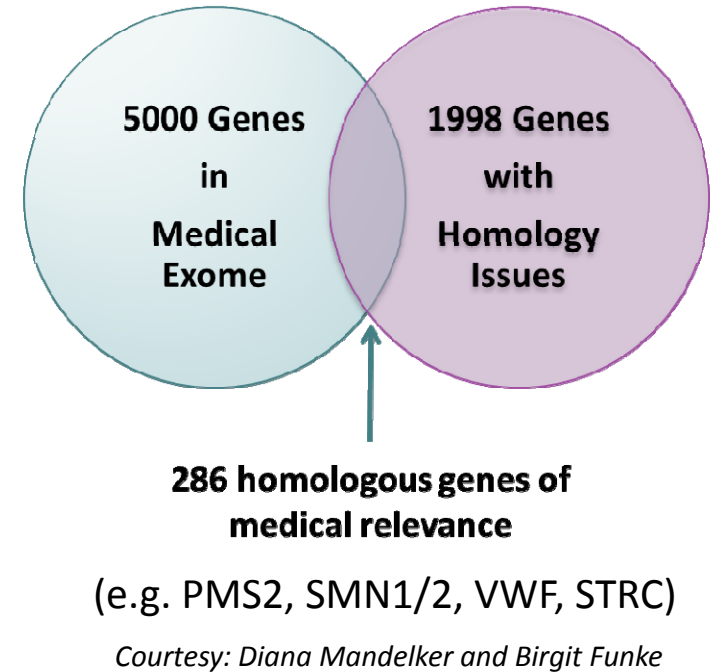 5000 Genes
in
Medical
Exome
1998 Genes
with
Homology
Issues
286 homologous genes of
medical relevance
(e.g. PMS2, SMN1/2, VWF, STRC)
Courtesy: Diana Mandelker and Birgit Funke